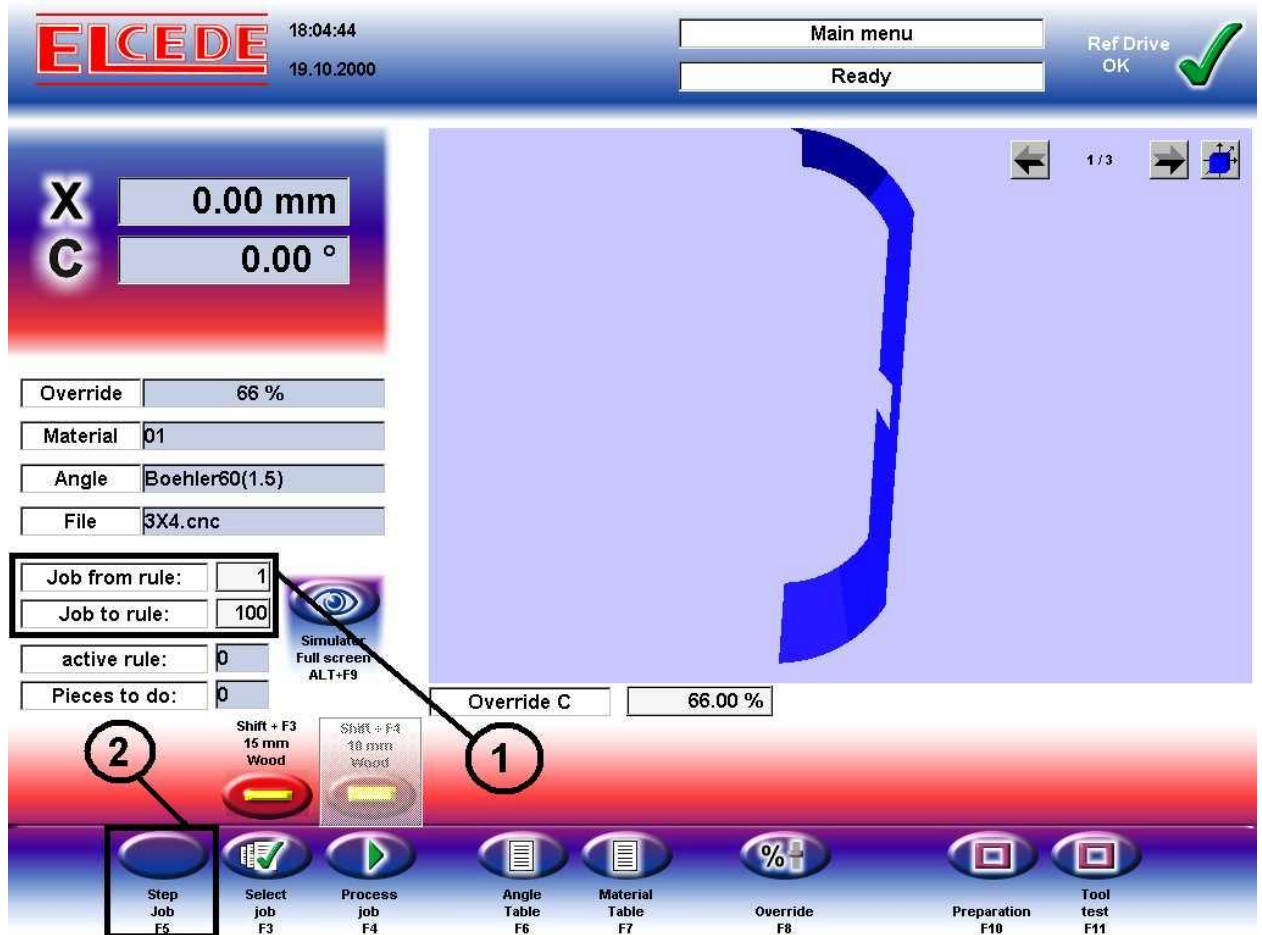 ELCEDE
18:04:44
19.10.2000
Main menu
Ready
Ref Drive
OK
X 0.00 mm
C 0.00 °
1 / 3
Override 66 %
Material 01
Angle Boehler60(1.5)
File 3X4.cnc
Job from rule: 1
Job to rule: 100
active rule: 0
Pieces to do: 0
Simulator
Full screen
ALT+F9
Override C 66.00 %
Shift + F3
15 mm
Wood
Shift + F4
18 mm
Wood
2
1
%
Step
Job
F5
Select
job
F3
Process
job
F4
Angle
Table
F6
Material
Table
F7
Override
F8
Preparation
F10
Tool
test
F11